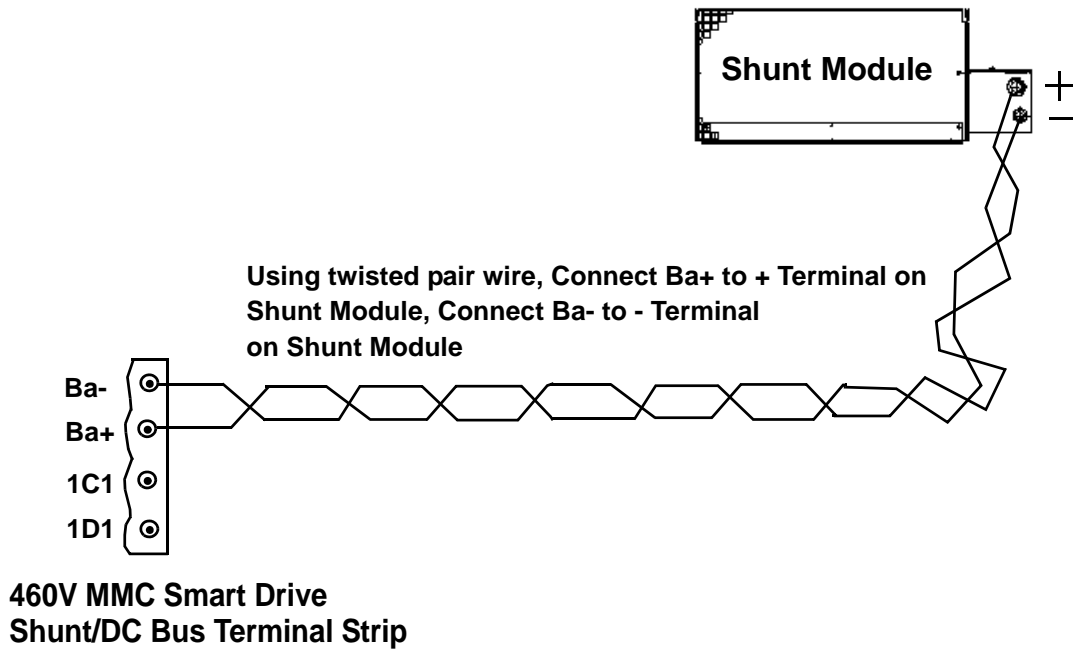 Shunt Module
+
−
Using twisted pair wire, Connect Ba+ to + Terminal on
Shunt Module, Connect Ba- to - Terminal
on Shunt Module
Ba-
Ba+
1C1
1D1
460V MMC Smart Drive
Shunt/DC Bus Terminal Strip